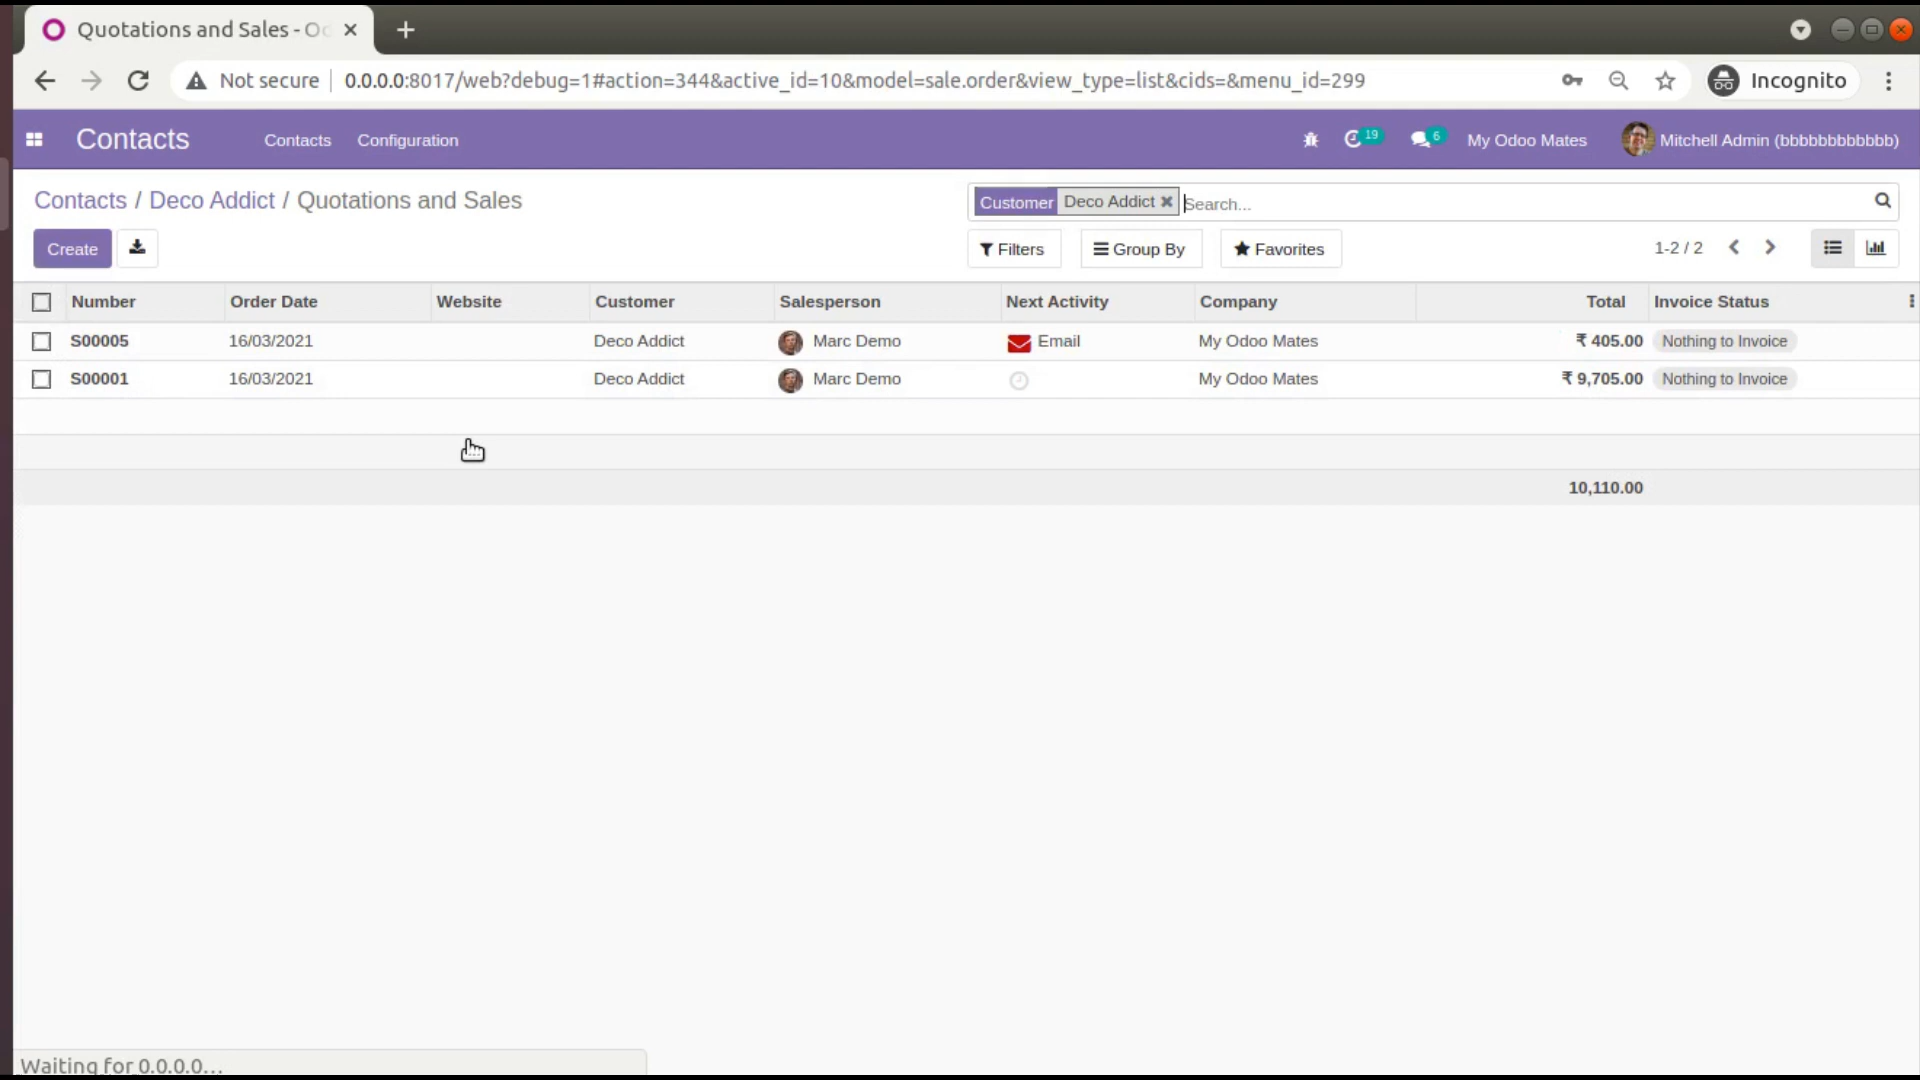 Quotations and Sales - Od
Not secure 0.0.0.0:8017/web?debug=1#action=344&active_id=10&model=sale.order&view_type=list&cids=&menu_id=299 Incognito
Contacts Contacts Configuration 19 6 My Odoo Mates Mitchell Admin (bbbbbbbbbbbb)
Contacts / Deco Addict / Quotations and Sales Customer Deco Addict Search...
Create Filters Group By Favorites 1-2 / 2
Number Order Date Website Customer Salesperson Next Activity Company Total Invoice Status
S00005 16/03/2021 Deco Addict Marc Demo Email My Odoo Mates ₹ 405.00 Nothing to Invoice
S00001 16/03/2021 Deco Addict Marc Demo My Odoo Mates ₹ 9,705.00 Nothing to Invoice
10,110.00
Waiting for 0.0.0.0...